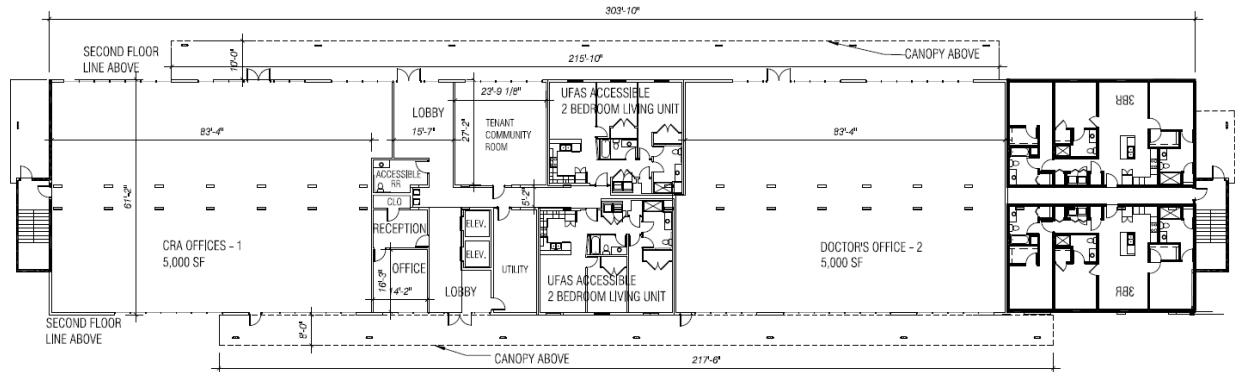 303'-10"
SECOND FLOOR
LINE ABOVE
10'-0"
CANOPY ABOVE
215'-10"
LOBBY
15'-7"
23'-9 1/8"
27'-2"
TENANT
COMMUNITY
ROOM
UFAS ACCESSIBLE
2 BEDROOM LIVING UNIT
83'-4"
83'-4"
3BR
61'-2"
ACCESSIBLE
RR
CLO
5'-2"
RECEPTION
ELEV.
ELEV.
CRA OFFICES - 1
5,000 SF
OFFICE
16'-3"
14'-2"
LOBBY
UTILITY
UFAS ACCESSIBLE
2 BEDROOM LIVING UNIT
DOCTOR'S OFFICE - 2
5,000 SF
3BR
SECOND FLOOR
LINE ABOVE
8'-0"
CANOPY ABOVE
217'-6"